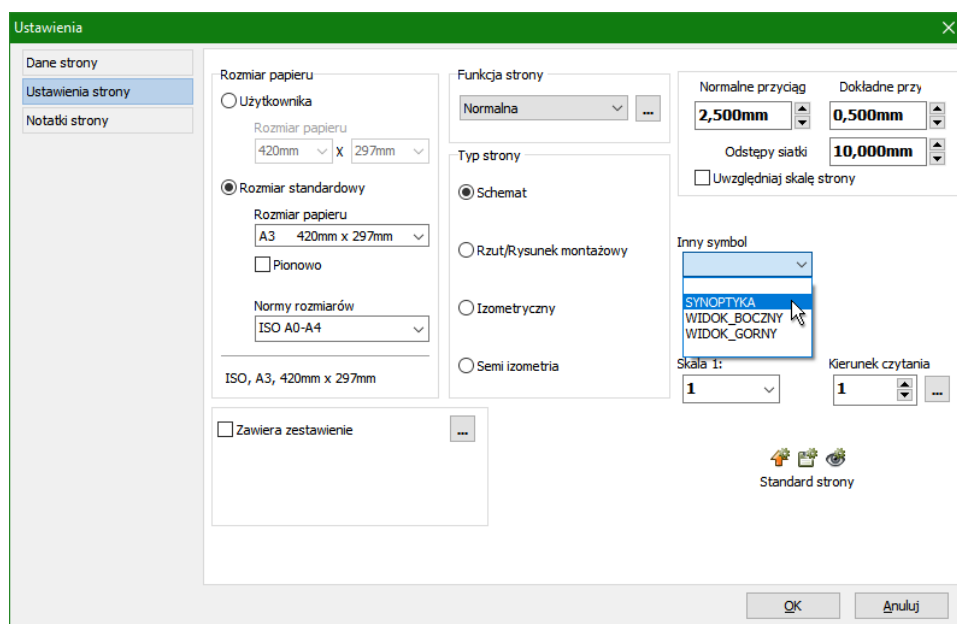 Ustawienia
Dane strony
Ustawienia strony
Notatki strony
Rozmiar papieru
Użytkownika
Rozmiar papieru
420mm X 297mm
Rozmiar standardowy
Rozmiar papieru
A3 420mm x 297mm
Pionowo
Normy rozmiarów
ISO A0-A4
ISO, A3, 420mm x 297mm
Funkcja strony
Normalna ...
Typ strony
Schemat
Rzut/Rysunek montażowy
Izometryczny
Semi izometria
Normalne przyciąg Dokładne przy
2,500mm 0,500mm
Odstępy siatki 10,000mm
Uwzględniaj skalę strony
Inny symbol
SYNOPTYKA
WIDOK_BOCZNY
WIDOK_GORNY
Skala 1: Kierunek czytania
1 1 ...
Zawiera zestawienie ...
Standard strony
OK Anuluj